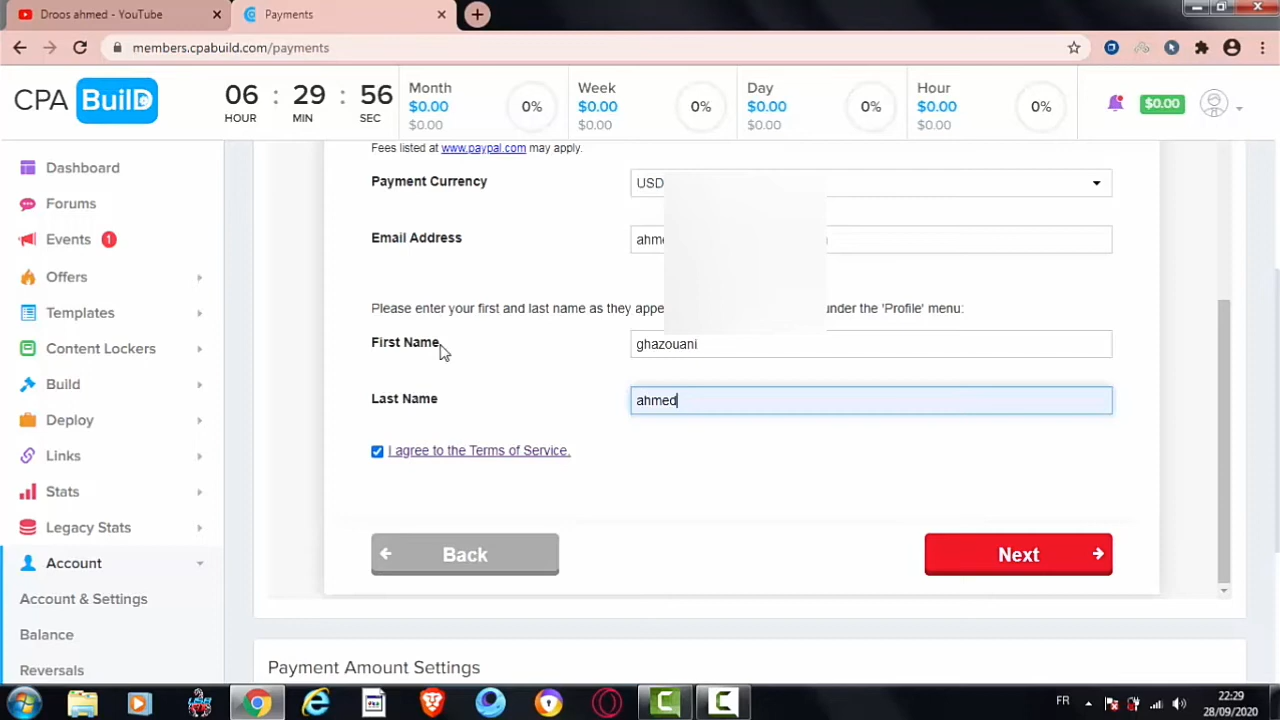 Droos ahmed - YouTube
Payments
members.cpabuild.com/payments
CPA BuilD
06 : 29 : 56
HOUR MIN SEC
Month
$0.00
$0.00
0%
Week
$0.00
$0.00
0%
Day
$0.00
$0.00
0%
Hour
$0.00
$0.00
0%
$0.00
Dashboard
Forums
Events 1
Offers
Templates
Content Lockers
Build
Deploy
Links
Stats
Legacy Stats
Account
Account & Settings
Balance
Reversals
Fees listed at www.paypal.com may apply.
Payment Currency
USD
Email Address
Please enter your first and last name as they under the 'Profile' menu:
First Name
ghazouani
Last Name
ahmed
I agree to the Terms of Service.
Back
Next
Payment Amount Settings
FR
22:29
28/09/2020